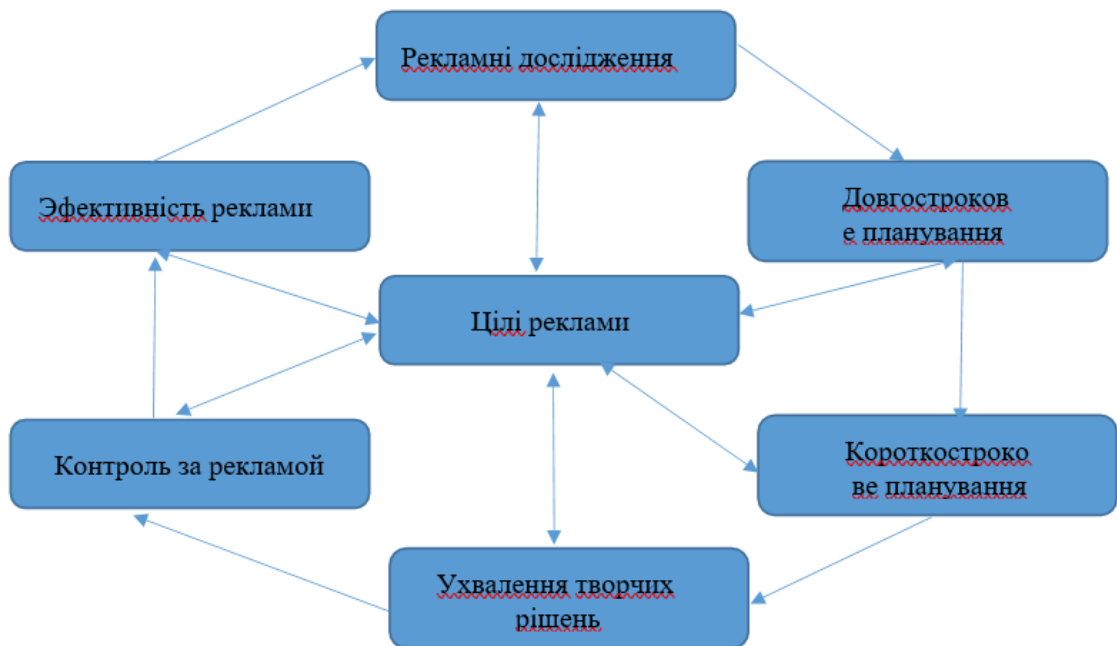 Рекламні дослідження
Эфективність реклами
Довгостроков
е планування
Цілі реклами
Контроль за рекламой
Короткостроко
ве планування
Ухвалення творчих
рішень